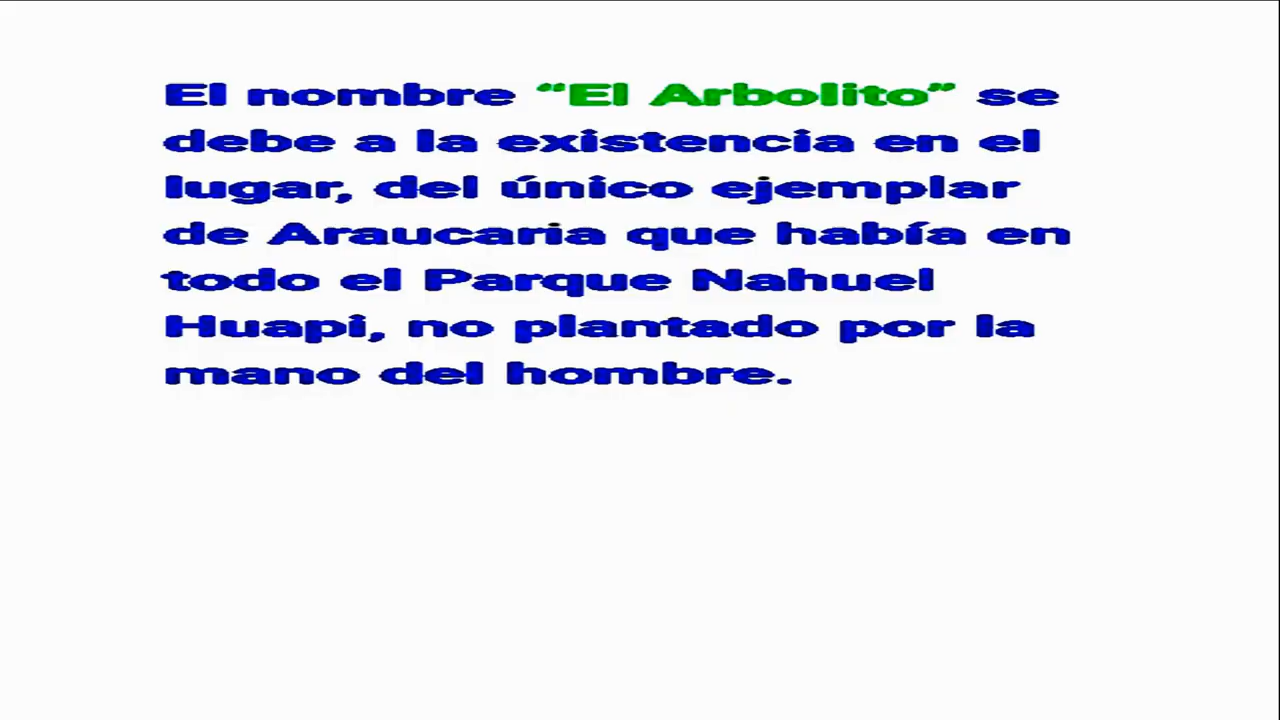 El nombre “El Arbolito” se
debe a la existencia en el
lugar, del único ejemplar
de Araucaria que había en
todo el Parque Nahuel
Huapi, no plantado por la
mano del hombre.